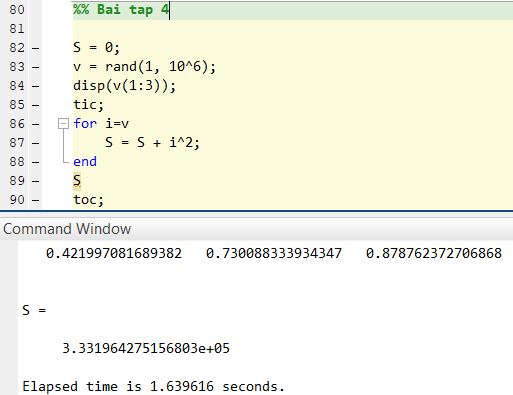 80 %% Bai tap 4
81
82 – S = 0;
83 – v = rand(1, 10^6);
84 – disp(v(1:3));
85 – tic;
86 – for i=v
87 – S = S + i^2;
88 – end
89 – S
90 – toc;
Command Window
0.421997081689382 0.730088333934347 0.878762372706868
S =
3.331964275156803e+05
Elapsed time is 1.639616 seconds.